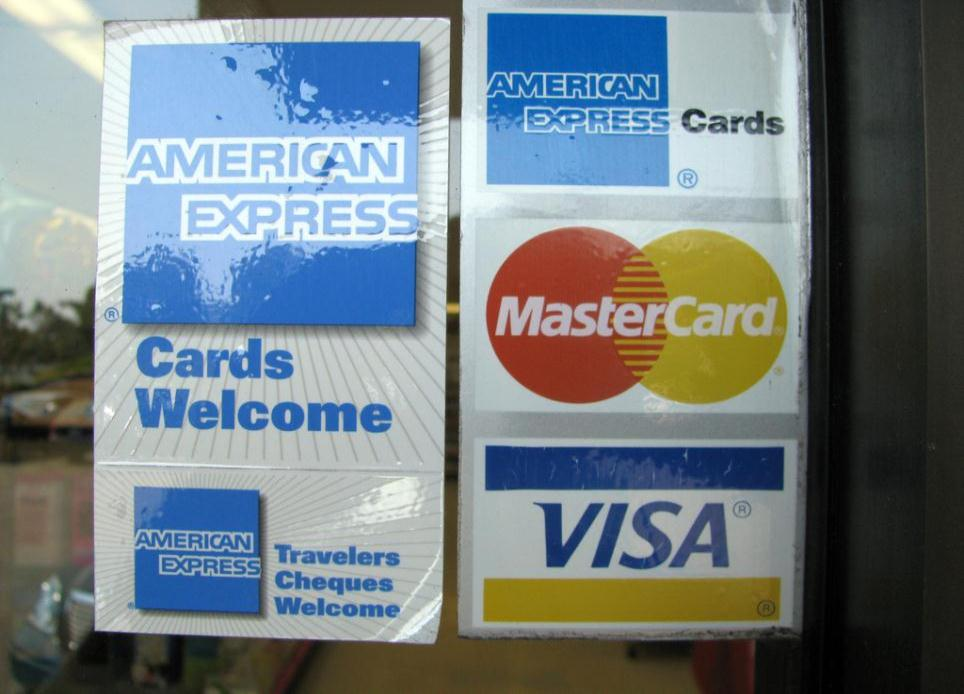 AMERICAN
EXPRESS
®
Cards
Welcome
AMERICAN
EXPRESS
Travelers
Cheques
Welcome
AMERICAN
EXPRESS Cards
®
MasterCard
®
VISA®
®